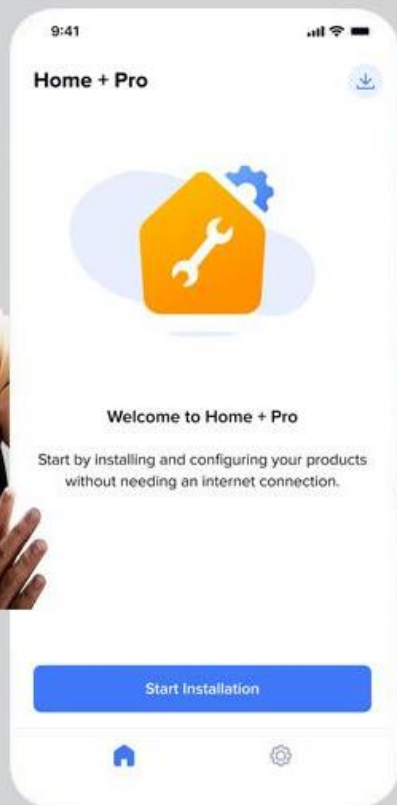 9:41
Home + Pro
Welcome to Home + Pro
Start by installing and configuring your products
without needing an internet connection.
Start Installation